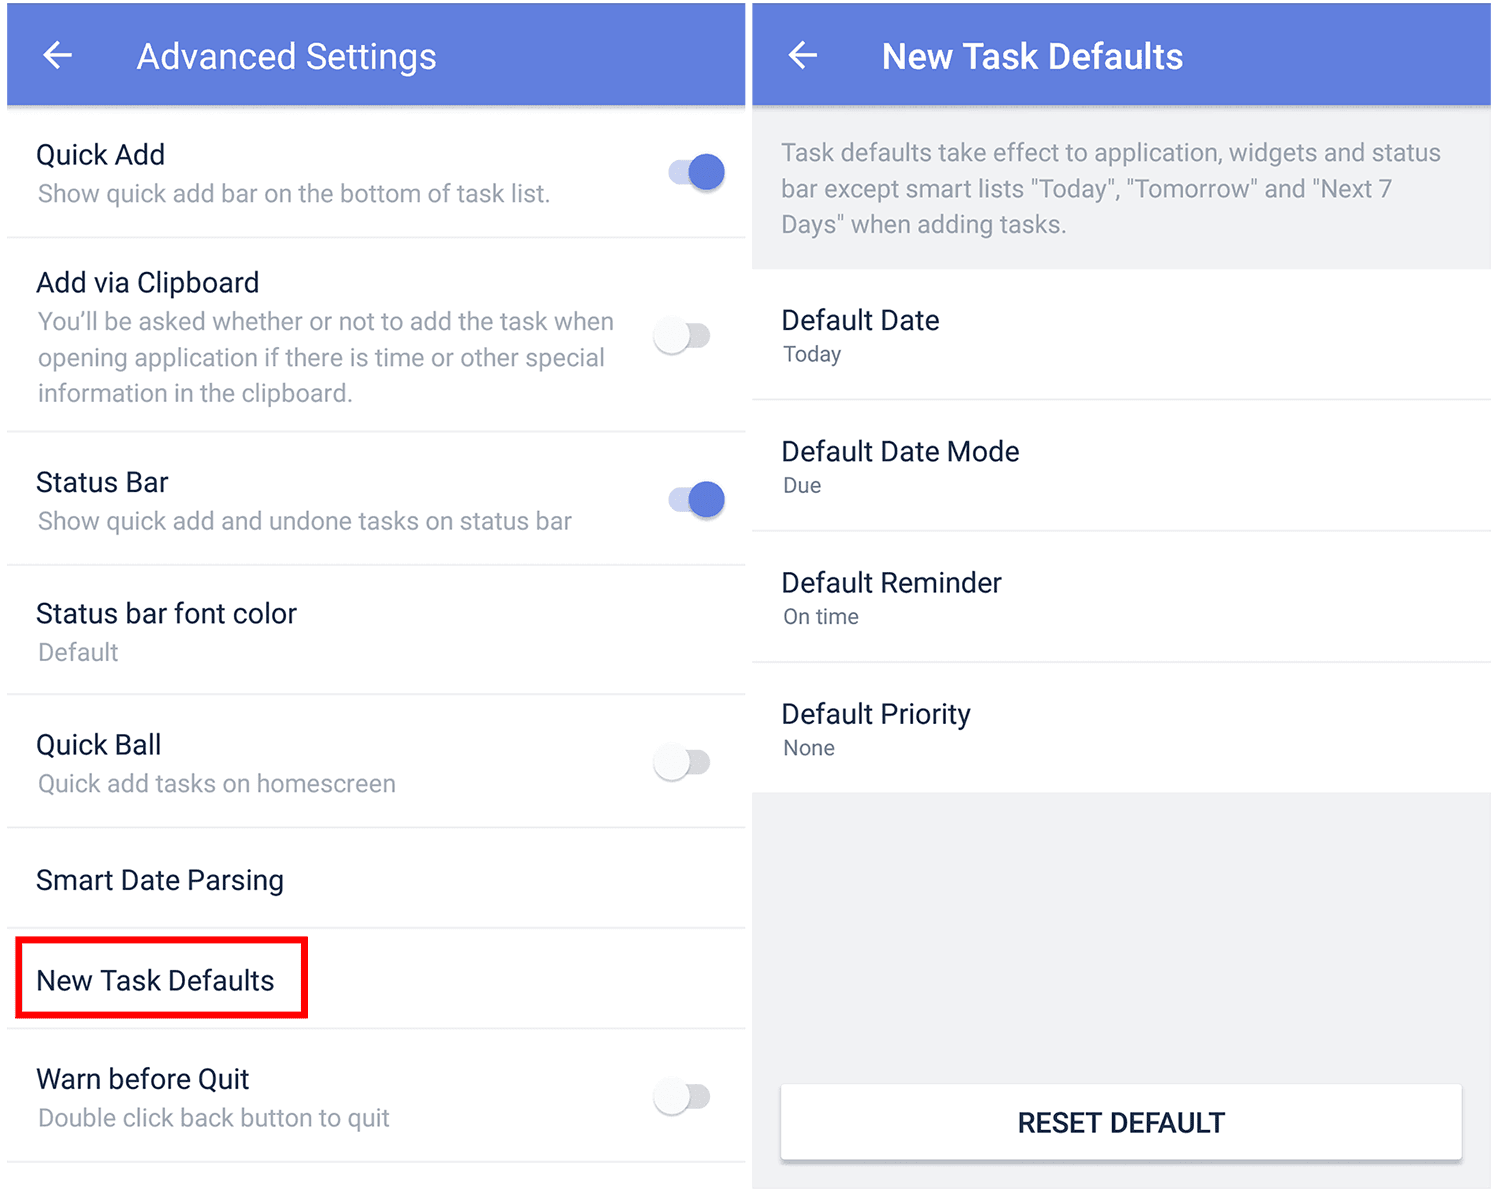 Advanced Settings
Quick Add
Show quick add bar on the bottom of task list.
Add via Clipboard
You’ll be asked whether or not to add the task when
opening application if there is time or other special
information in the clipboard.
Status Bar
Show quick add and undone tasks on status bar
Status bar font color
Default
Quick Ball
Quick add tasks on homescreen
Smart Date Parsing
New Task Defaults
Warn before Quit
Double click back button to quit
New Task Defaults
Task defaults take effect to application, widgets and status
bar except smart lists "Today", "Tomorrow" and "Next 7
Days" when adding tasks.
Default Date
Today
Default Date Mode
Due
Default Reminder
On time
Default Priority
None
RESET DEFAULT